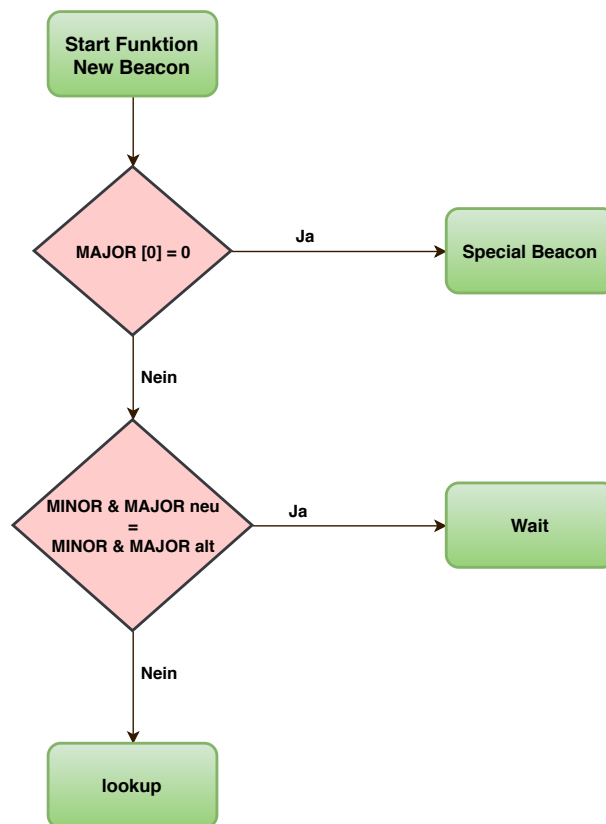 Start Funktion
New Beacon
MAJOR [0] = 0
Ja
Special Beacon
Nein
MINOR & MAJOR neu
=
MINOR & MAJOR alt
Ja
Wait
Nein
lookup